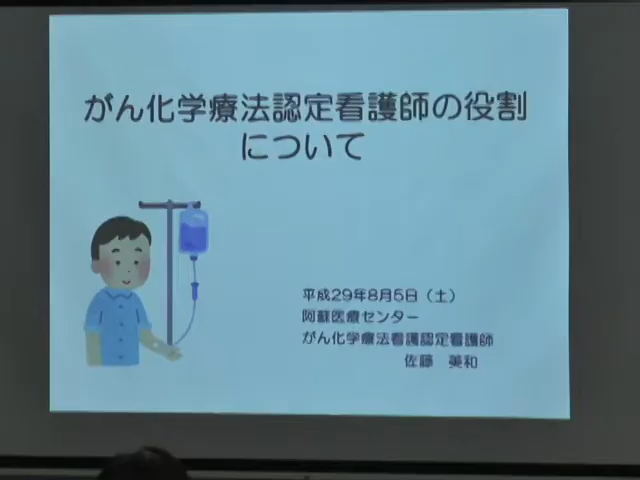 がん化学療法認定看護師の役割
について
平成29年8月5日（土）
阿蘇医療センター
がん化学療法看護認定看護師
佐藤　美和